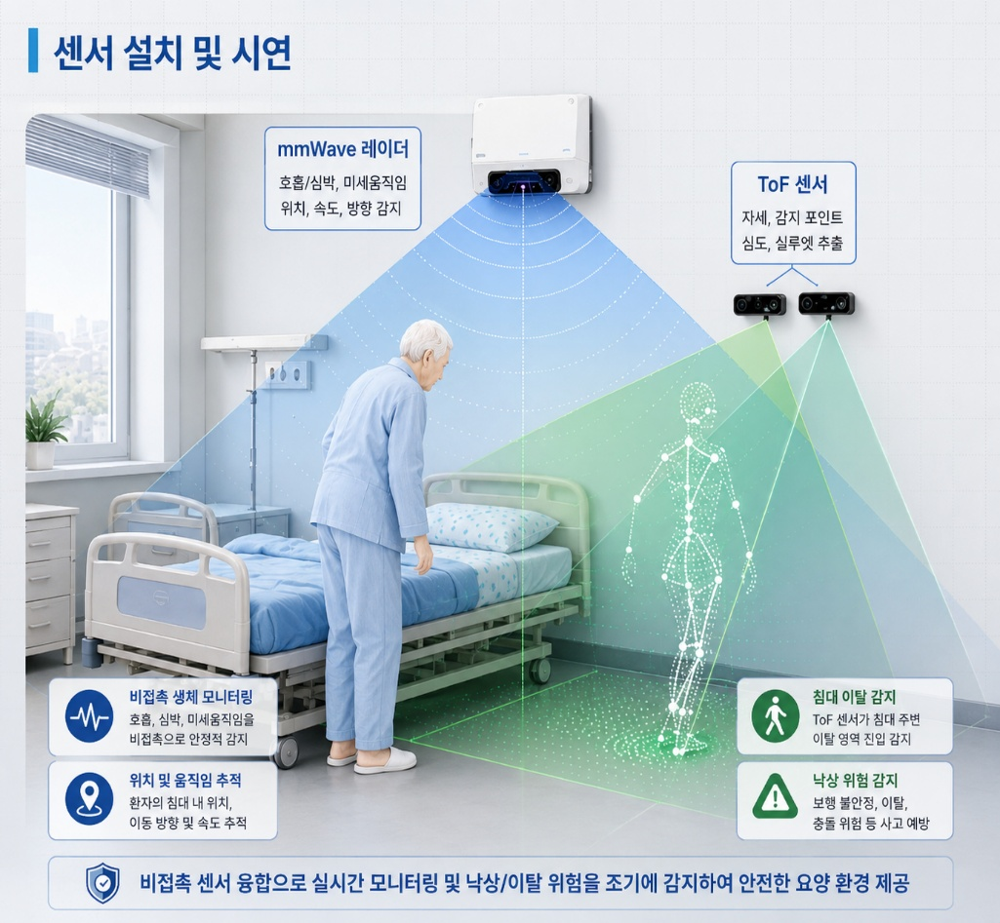 센서 설치 및 시연
mmWave 레이더
호흡/심박, 미세움직임
위치, 속도, 방향 감지
ToF 센서
자세, 감지 포인트
심도, 실루엣 추출
비접촉 생체 모니터링
호흡, 심박, 미세움직임을
비접촉으로 안정적 감지
위치 및 움직임 추적
환자의 침대 내 위치,
이동 방향 및 속도 추적
침대 이탈 감지
ToF 센서가 침대 주변
이탈 영역 진입 감지
낙상 위험 감지
보행 불안정, 이탈,
충돌 위험 등 사고 예방
비접촉 센서 융합으로 실시간 모니터링 및 낙상/이탈 위험을 조기에 감지하여 안전한 요양 환경 제공